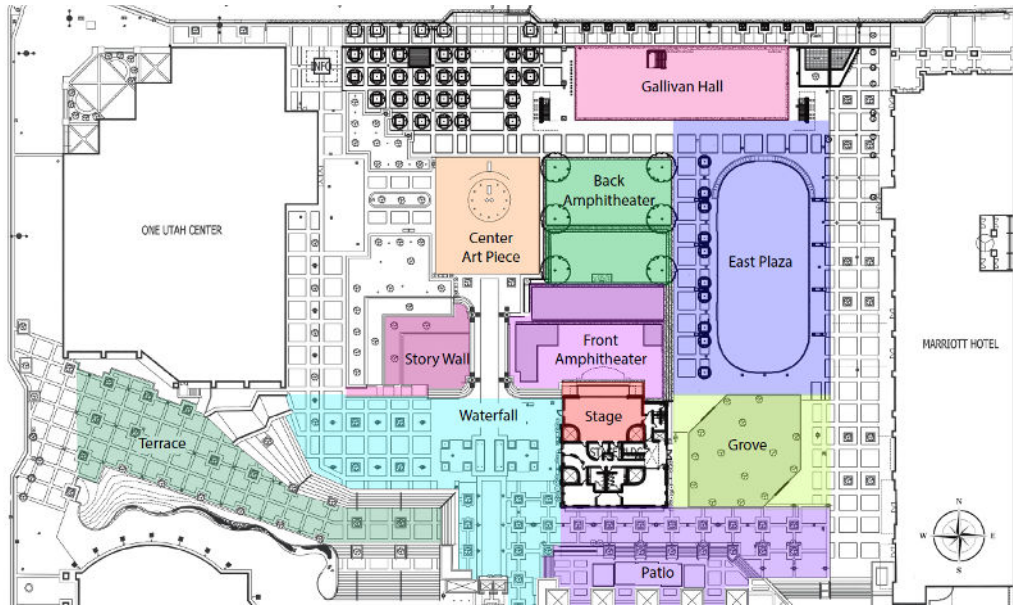 INFO
Gallivan Hall
Back
Amphitheater
ONE UTAH CENTER
Center
Art Piece
East Plaza
Story Wall
Front
Amphitheater
MARRIOTT HOTEL
Waterfall
Stage
Terrace
Grove
N
W
E
S
Patio